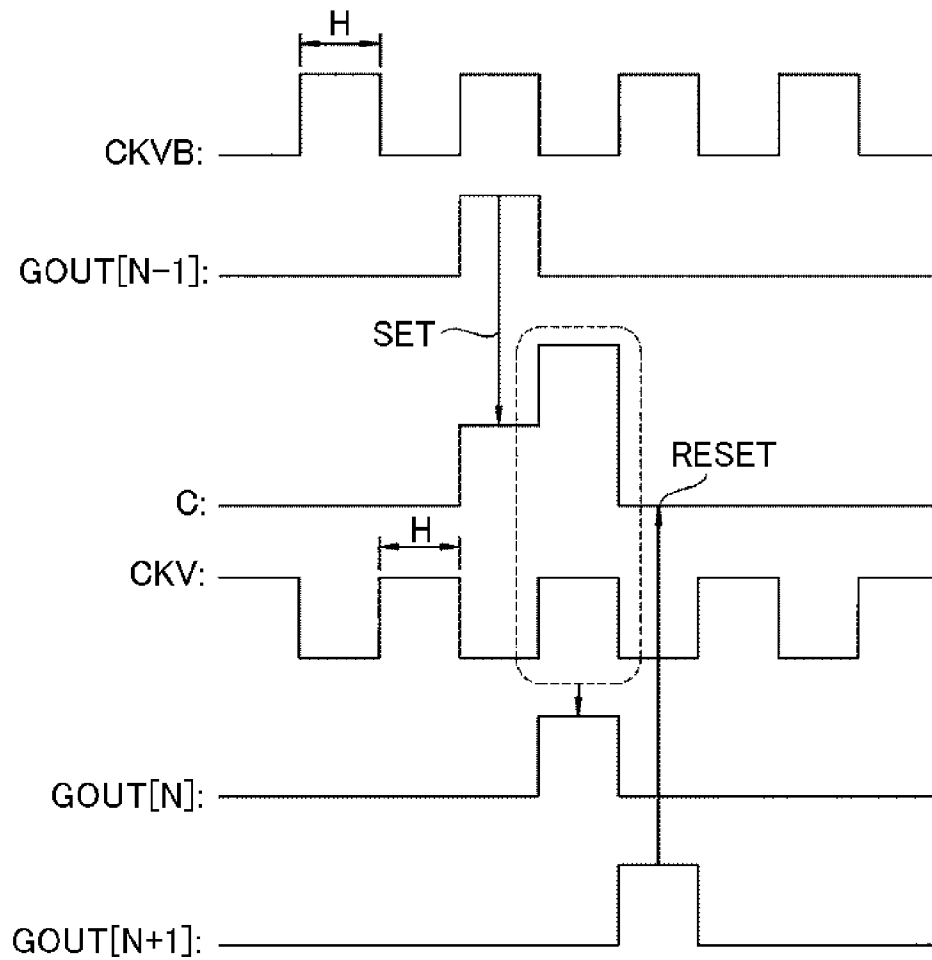 H
CKVB:
GOUT[N-1]:
SET
RESET
C:
H
CKV:
GOUT[N]:
GOUT[N+1]: